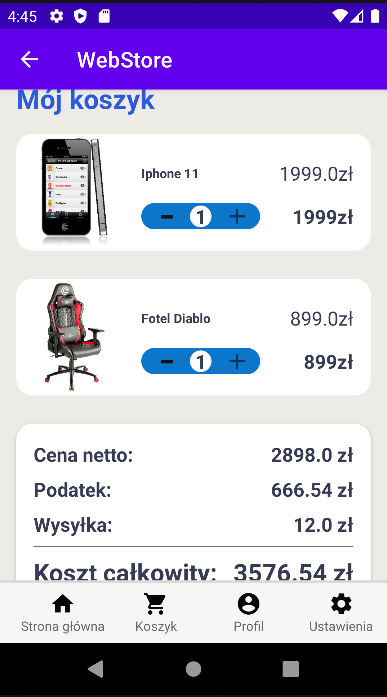 4:45
WebStore
Mój koszyk
Iphone 11
1999.0zł
1
1999zł
Fotel Diablo
899.0zł
1
899zł
Cena netto: 2898.0 zł
Podatek: 666.54 zł
Wysyłka: 12.0 zł
Koszt całkowity: 3576.54 zł
Strona główna Koszyk Profil Ustawienia